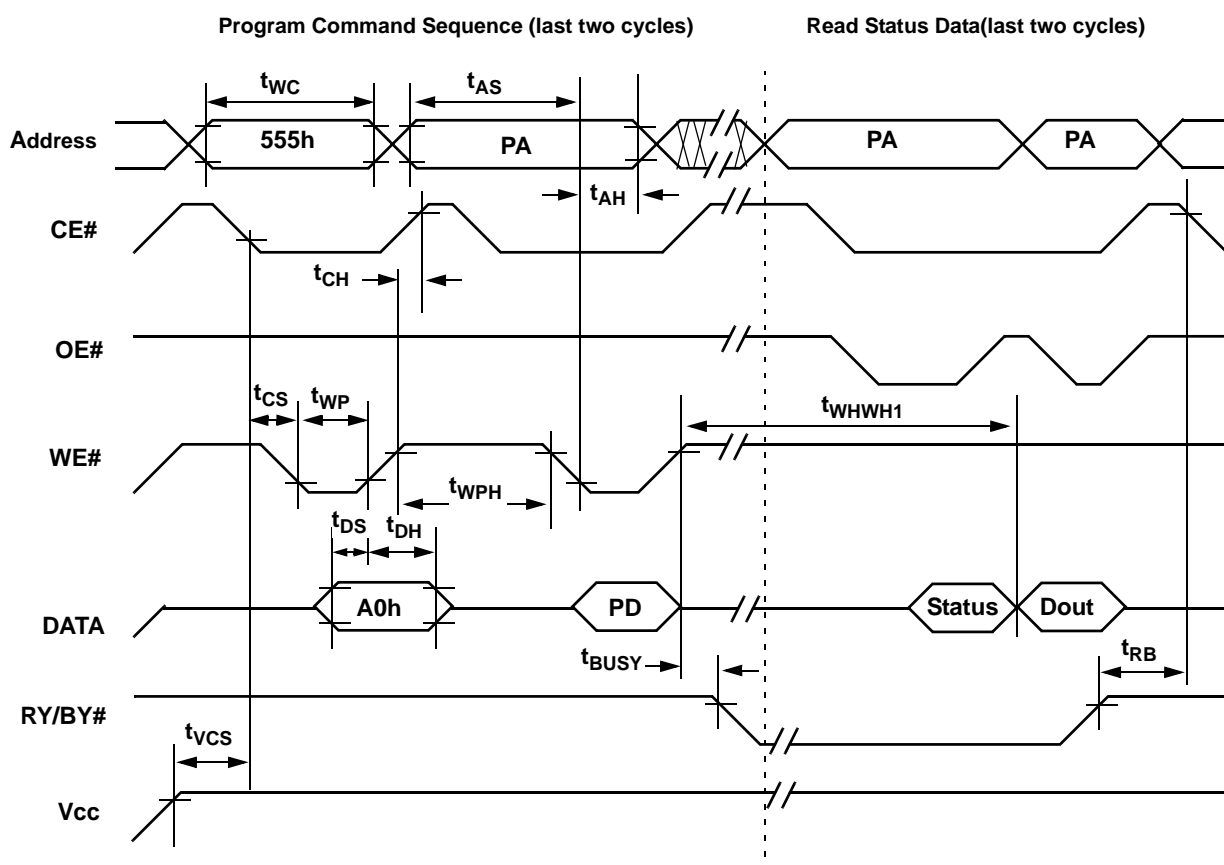 Program Command Sequence (last two cycles) Read Status Data(last two cycles)
tWC tAS
Address 555h PA PA PA
tAH
CE#
tCH
OE#
tCS tWP tWHWH1
WE#
tWPH
tDS tDH
DATA A0h PD Status Dout
tBUSY tRB
RY/BY#
tVCS
Vcc